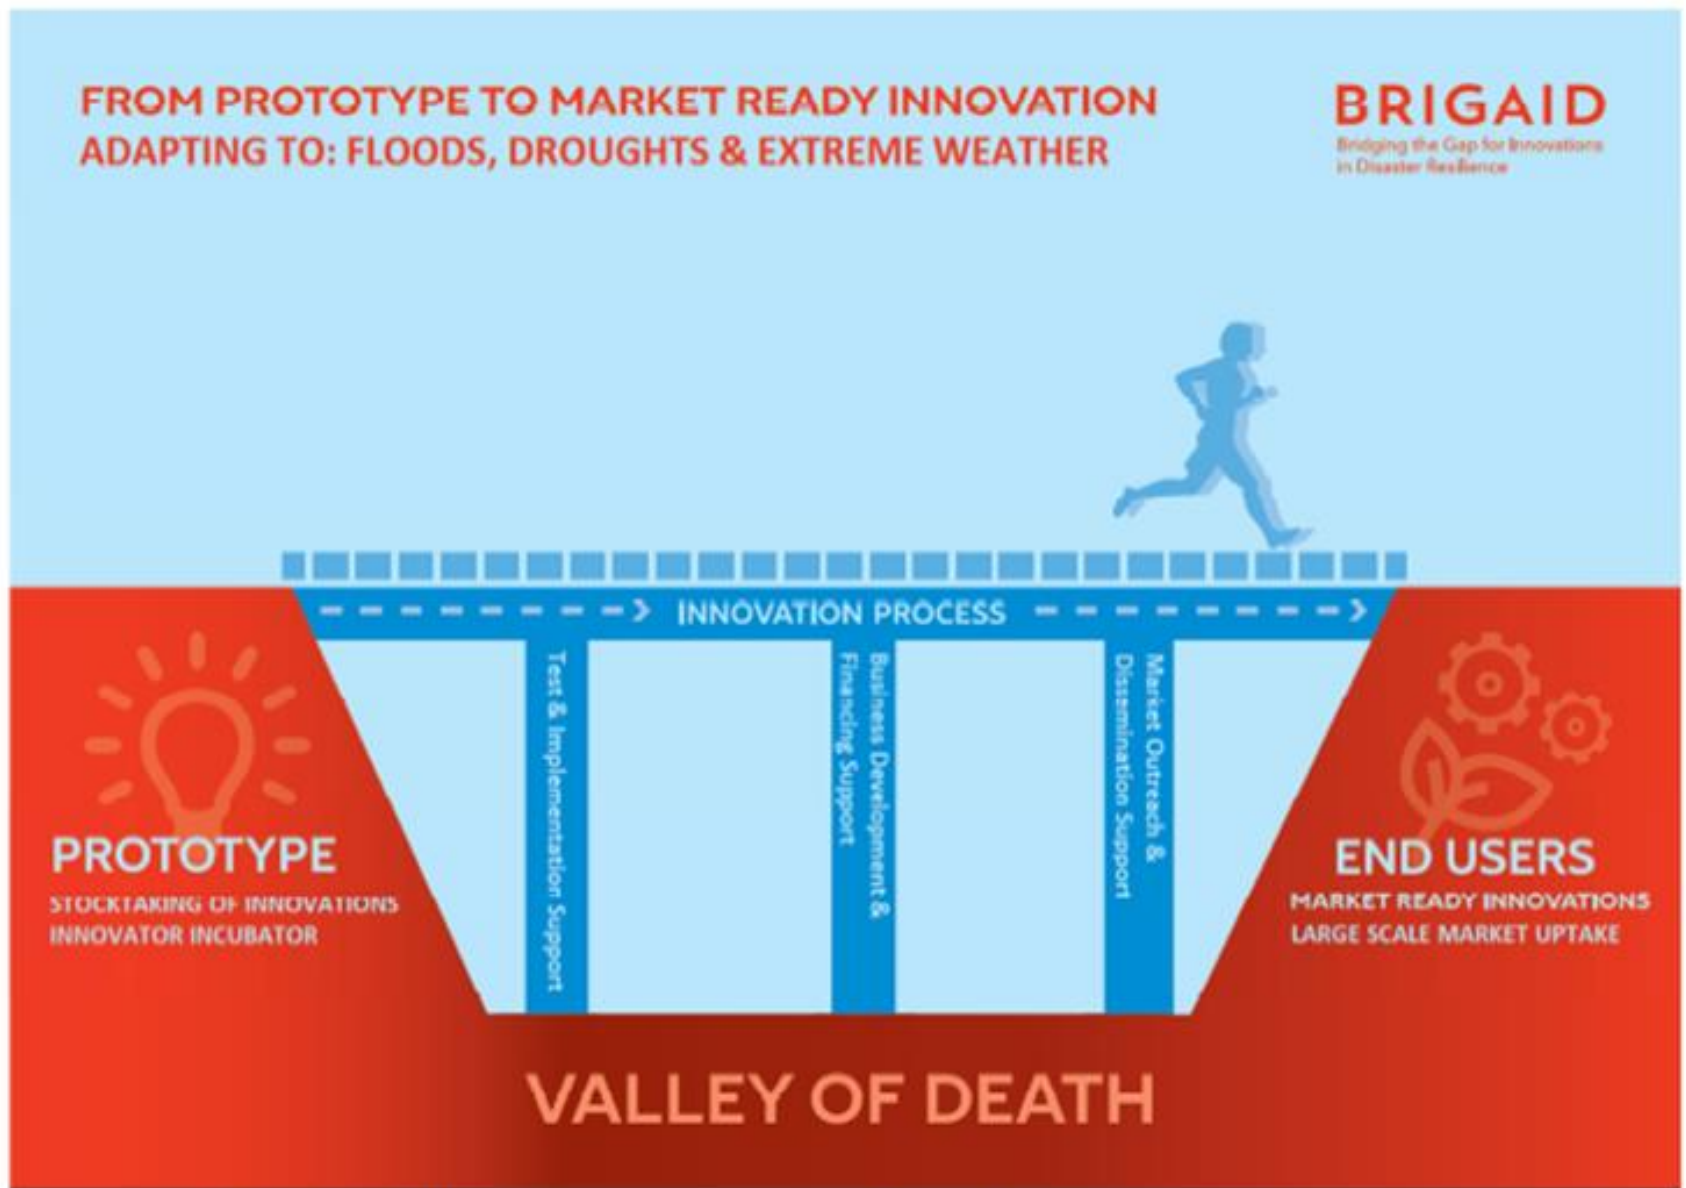 FROM PROTOTYPE TO MARKET READY INNOVATION
ADAPTING TO: FLOODS, DROUGHTS & EXTREME WEATHER
BRIGAID
Bridging the Gap for Innovations
in Disaster Resilience
INNOVATION PROCESS
Test & Implementation Support
Business Development &
Financing Support
Market Outreach &
Dissemination Support
PROTOTYPE
STOCKTAKING OF INNOVATIONS
INNOVATOR INCUBATOR
END USERS
MARKET READY INNOVATIONS
LARGE SCALE MARKET UPTAKE
VALLEY OF DEATH